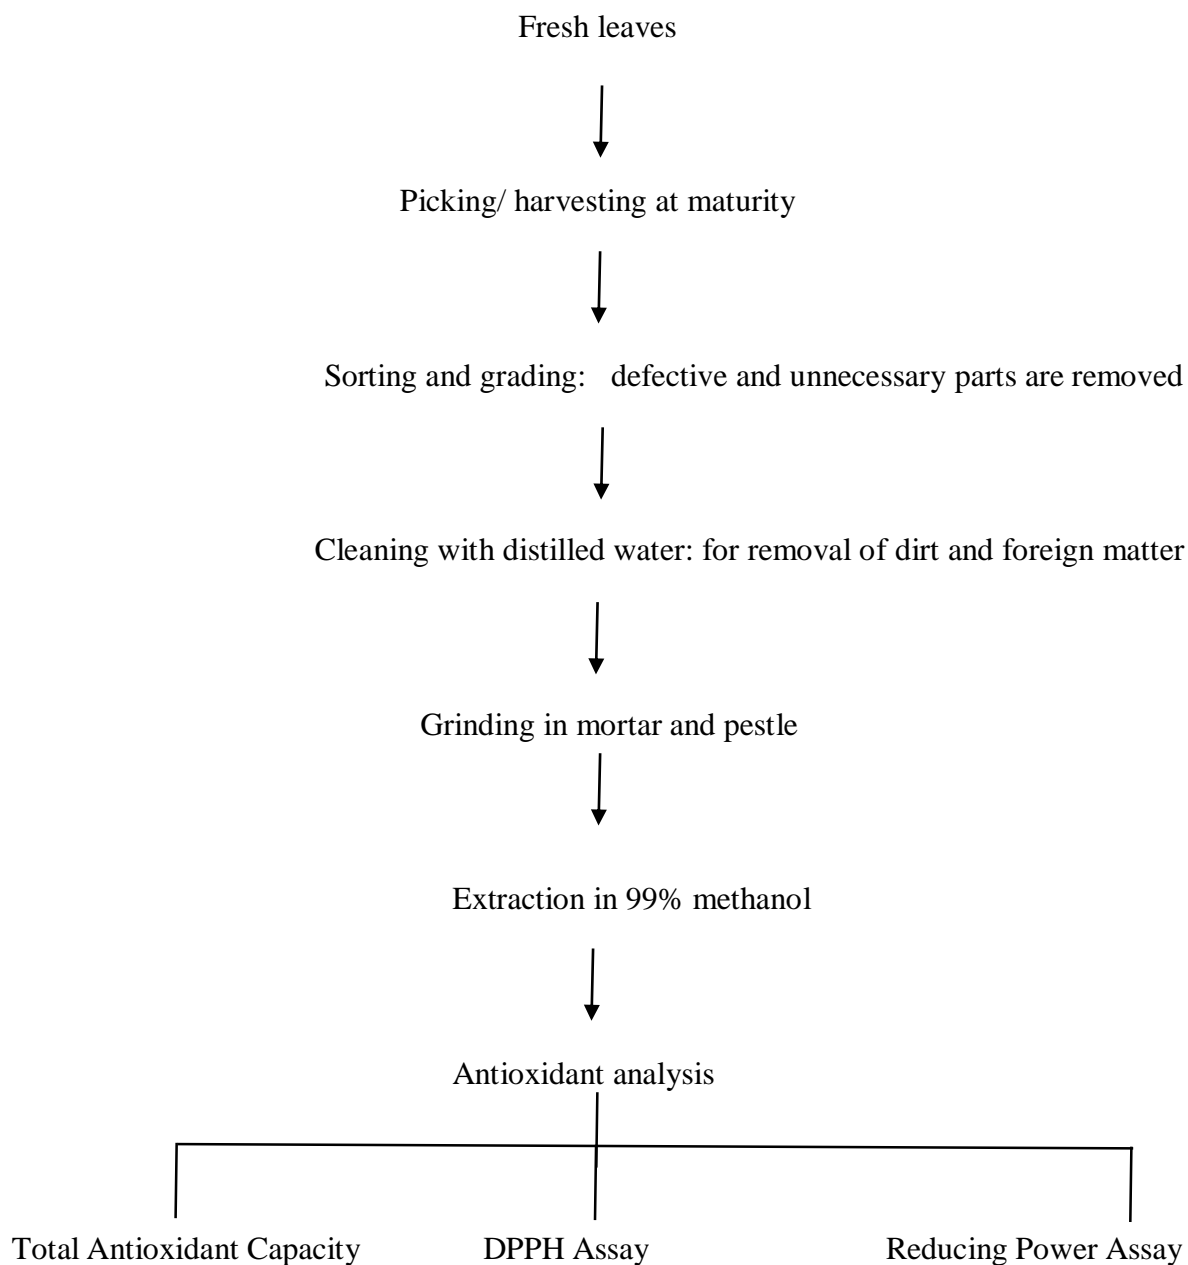 Fresh leaves
Picking/ harvesting at maturity
Sorting and grading: defective and unnecessary parts are removed
Cleaning with distilled water: for removal of dirt and foreign matter
Grinding in mortar and pestle
Extraction in 99% methanol
Antioxidant analysis
Total Antioxidant Capacity DPPH Assay Reducing Power Assay